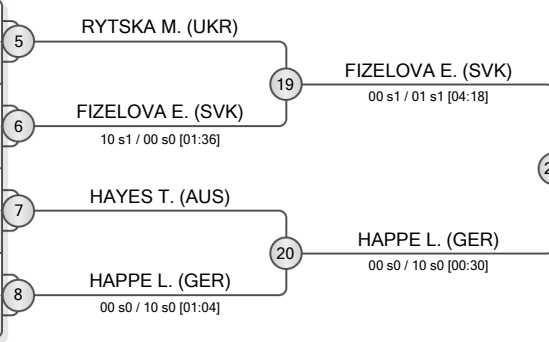 5
RYTSKA M. (UKR)
19
FIZELOVA E. (SVK)
00 s1 / 01 s1 [04:18]
6
FIZELOVA E. (SVK)
10 s1 / 00 s0 [01:36]
7
HAYES T. (AUS)
20
HAPPE L. (GER)
00 s0 / 10 s0 [00:30]
8
HAPPE L. (GER)
00 s0 / 10 s0 [01:04]